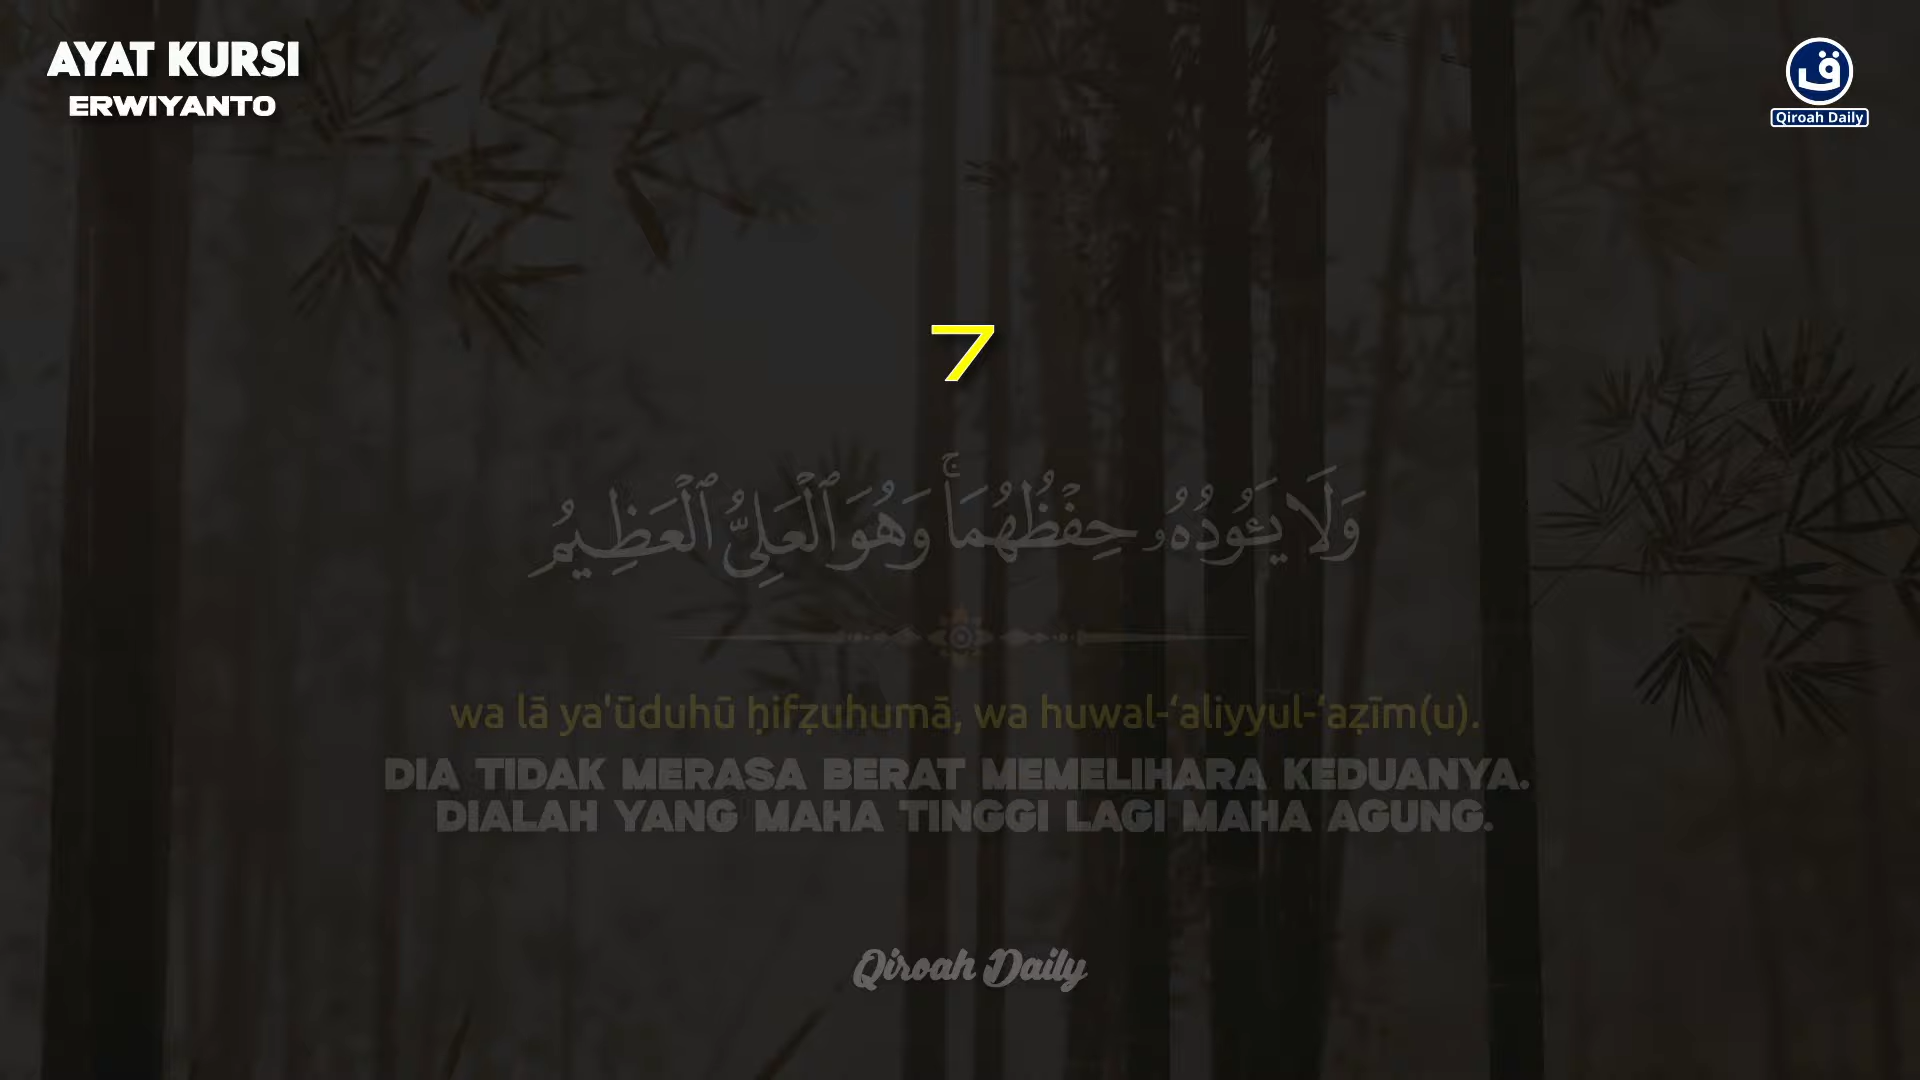 AYAT KURSI
ERWIYANTO
ق
Qiroah Daily
7
وَلَا يَـُٔودُهُۥ حِفْظُهُمَاۚ وَهُوَ ٱلْعَلِىُّ ٱلْعَظِيمُ
wa lā ya'ūduhū ḥifẓuhumā, wa huwal-‘aliyyul-‘aẓīm(u).
DIA TIDAK MERASA BERAT MEMELIHARA KEDUANYA.
DIALAH YANG MAHA TINGGI LAGI MAHA AGUNG.
Qiroah Daily